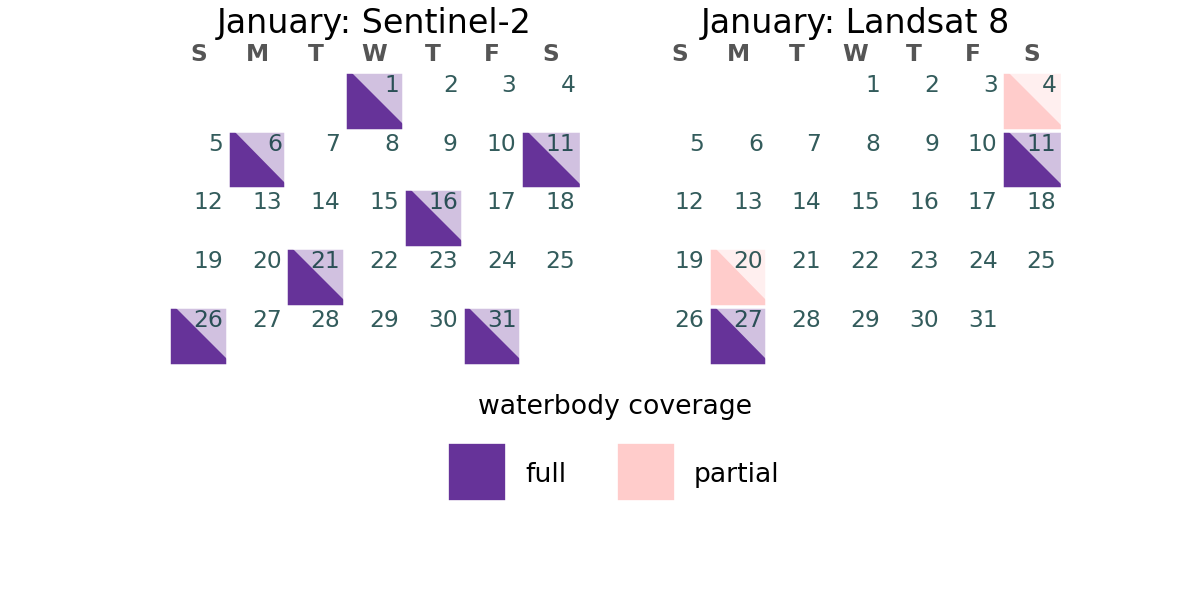 January: Sentinel-2
S M T W T F S
1 2 3 4
5 6 7 8 9 10 11
12 13 14 15 16 17 18
19 20 21 22 23 24 25
26 27 28 29 30 31
January: Landsat 8
S M T W T F S
1 2 3 4
5 6 7 8 9 10 11
12 13 14 15 16 17 18
19 20 21 22 23 24 25
26 27 28 29 30 31
waterbody coverage
full partial